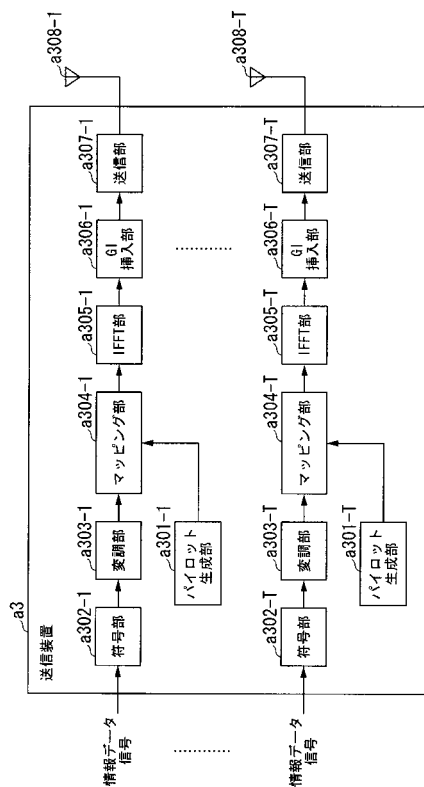 a3
送信装置
情報データ
信号
a302-1
符号部
a303-1
変調部
a304-1
マッピング部
a305-1
IFFT部
a306-1
GI
挿入部
a307-1
送信部
a308-1
a301-1
パイロット
生成部
情報データ
信号
a302-T
符号部
a303-T
変調部
a304-T
マッピング部
a305-T
IFFT部
a306-T
GI
挿入部
a307-T
送信部
a308-T
a301-T
パイロット
生成部